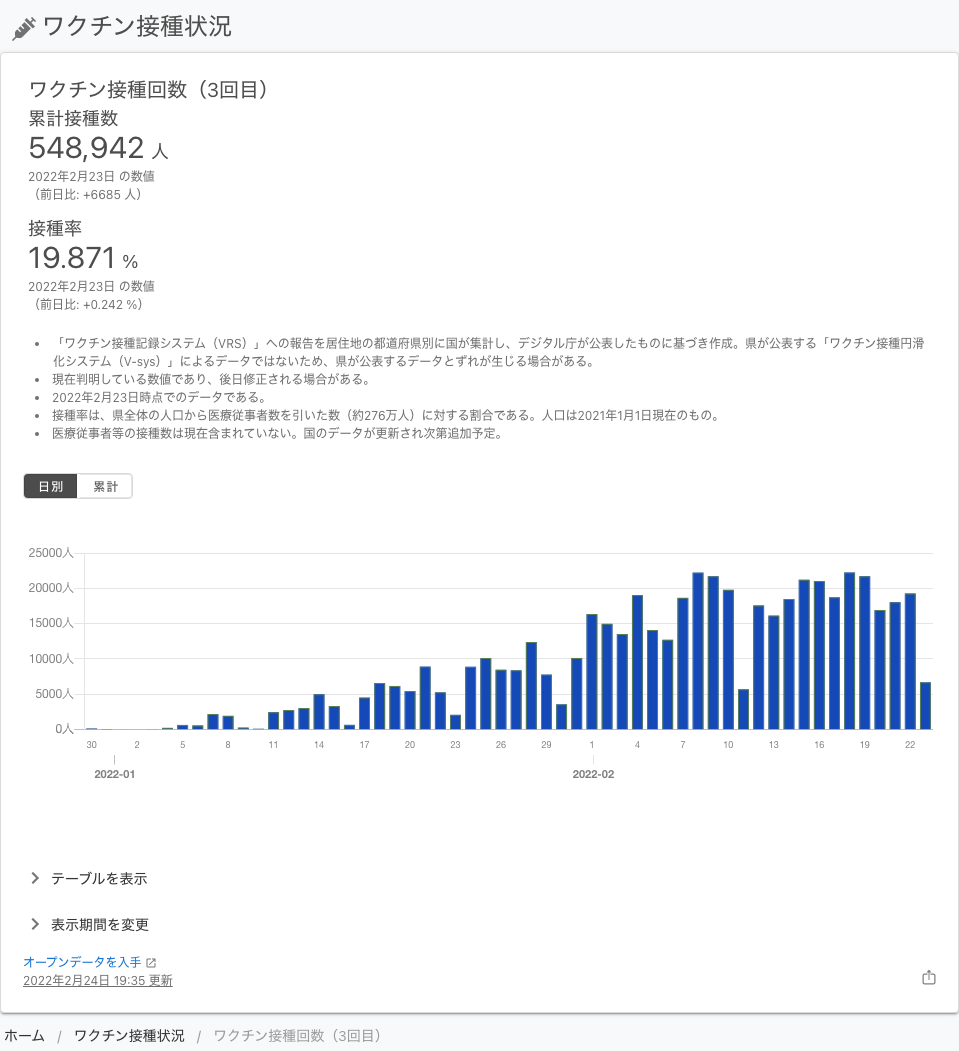 ワクチン接種状況
ワクチン接種回数（3回目）
累計接種数
548,942 人
2022年2月23日 の数値
（前日比: +6685 人）
接種率
19.871 %
2022年2月23日 の数値
（前日比: +0.242 %）
• 「ワクチン接種記録システム（VRS）」への報告を居住地の都道府県別に国が集計し、デジタル庁が公表したものに基づき作成。県が公表する「ワクチン接種円滑
化システム（V-sys）」によるデータではないため、県が公表するデータとずれが生じる場合がある。
• 現在判明している数値であり、後日修正される場合がある。
• 2022年2月23日時点でのデータである。
• 接種率は、県全体の人口から医療従事者数を引いた数（約276万人）に対する割合である。人口は2021年1月1日現在のもの。
• 医療従事者等の接種数は現在含まれていない。国のデータが更新され次第追加予定。
日別 累計
25000人
20000人
15000人
10000人
5000人
0人
30 2 5 8 11 14 17 20 23 26 29 1 4 7 10 13 16 19 22
2022-01 2022-02
テーブルを表示
表示期間を変更
オープンデータを入手
2022年2月24日 19:35 更新
ホーム / ワクチン接種状況 / ワクチン接種回数（3回目）